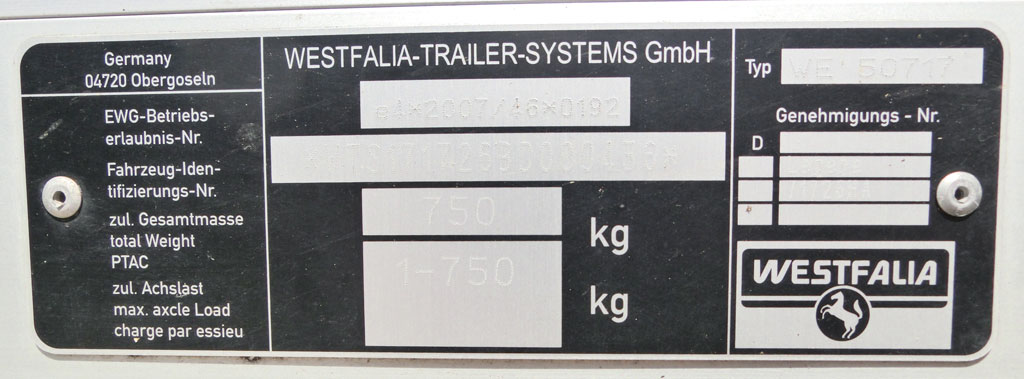 Germany
04720 Obergoseln
EWG-Betriebs-
erlaubnis-Nr.
Fahrzeug-Iden-
tifizierungs-Nr.
zul. Gesamtmasse
total Weight
PTAC
zul. Achslast
max. axcle Load
charge par essieu
WESTFALIA-TRAILER-SYSTEMS GmbH
e4*2007/46*0192
750
kg
1-750
kg
Typ WE' 50717
Genehmigungs - Nr.
D
WESTFALIA